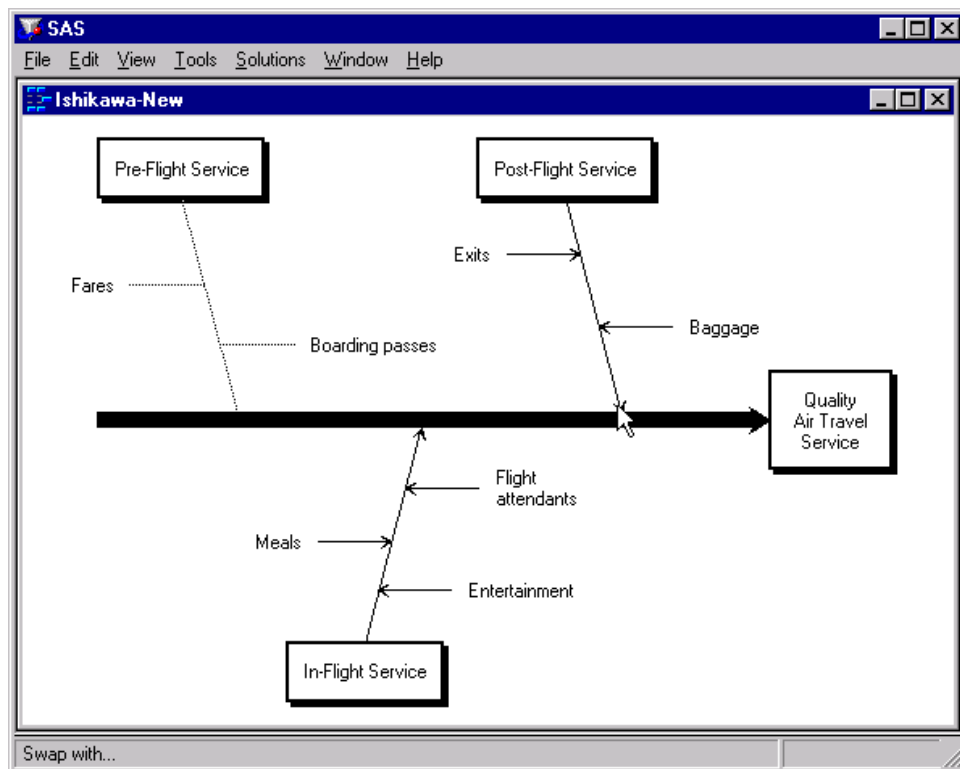 SAS
File Edit View Tools Solutions Window Help
Ishikawa-New
Pre-Flight Service
Post-Flight Service
Exits
Fares
Baggage
Boarding passes
Quality
Air Travel
Service
Flight
attendants
Meals
Entertainment
In-Flight Service
Swap with...